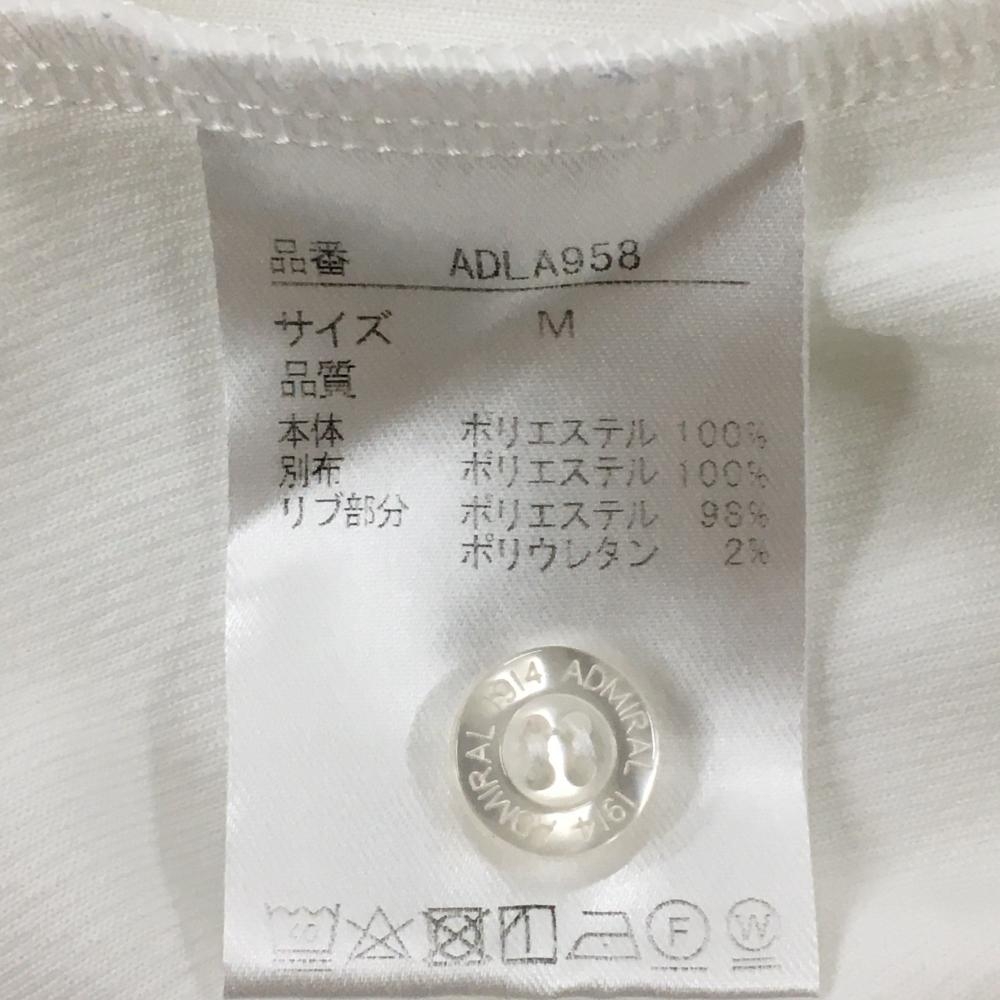 品番 ADLA958
サイズ M
品質
本体 ポリエステル 100%
別布 ポリエステル 100%
リブ部分 ポリエステル 98%
ポリウレタン 2%
ADMIRAL 1914 ADMIRAL 1914
F
W